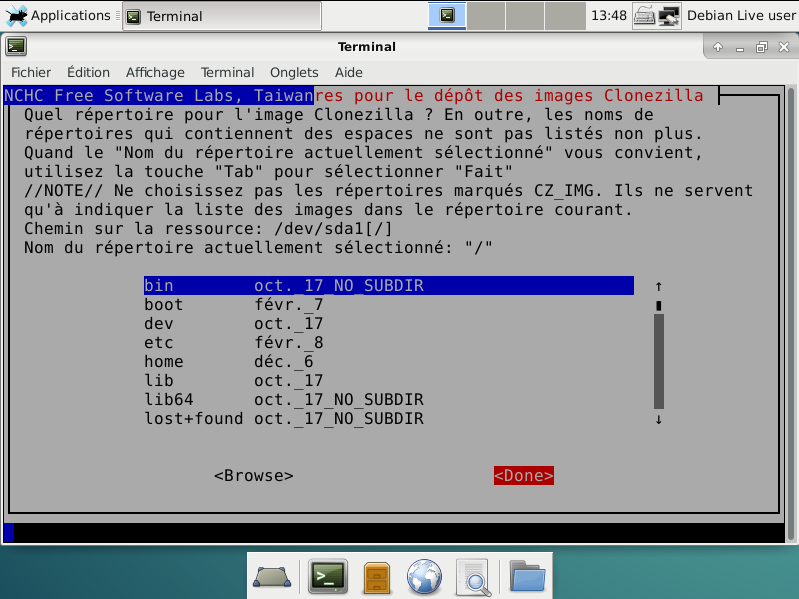 Applications Terminal 13:48 Debian Live user
Terminal
Fichier Édition Affichage Terminal Onglets Aide
NCHC Free Software Labs, Taiwanres pour le dépôt des images Clonezilla
Quel répertoire pour l'image Clonezilla ? En outre, les noms de
répertoires qui contiennent des espaces ne sont pas listés non plus.
Quand le "Nom du répertoire actuellement sélectionné" vous convient,
utilisez la touche "Tab" pour sélectionner "Fait"
//NOTE// Ne choisissez pas les répertoires marqués CZ_IMG. Ils ne servent
qu'à indiquer la liste des images dans le répertoire courant.
Chemin sur la ressource: /dev/sda1[/]
Nom du répertoire actuellement sélectionné: "/"
bin oct._17_NO_SUBDIR
boot févr._7
dev oct._17
etc févr._8
home déc._6
lib oct._17
lib64 oct._17_NO_SUBDIR
lost+found oct._17_NO_SUBDIR
<Browse> <Done>